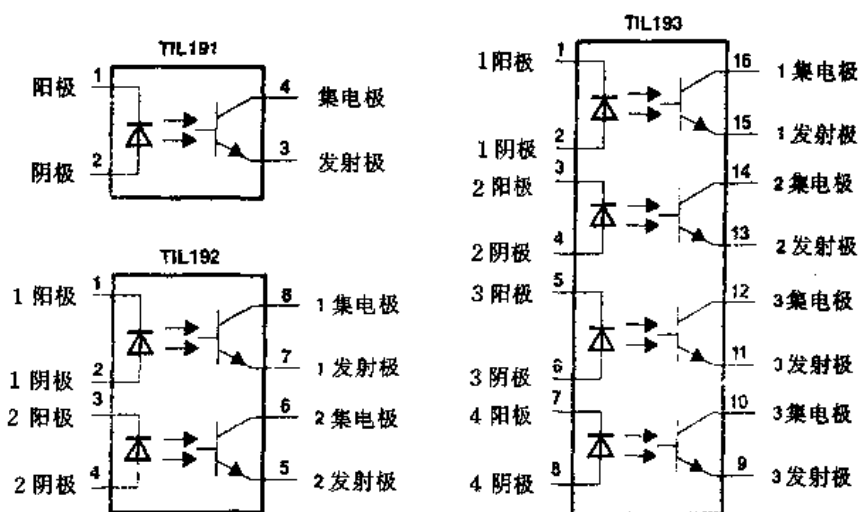 TIL191
阳极 1
4 集电极
阴极 2
3 发射极
TIL192
1 阳极 1
8 1 集电极
1 阴极 2
7 1 发射极
2 阳极 3
6 2 集电极
2 阴极 4
5 2 发射极
TIL193
1 阳极 1
16 1 集电极
1 阴极 2
15 1 发射极
2 阳极 3
14 2 集电极
2 阴极 4
13 2 发射极
3 阳极 5
12 3 集电极
3 阴极 6
11 3 发射极
4 阳极 7
10 3 集电极
4 阴极 8
9 3 发射极